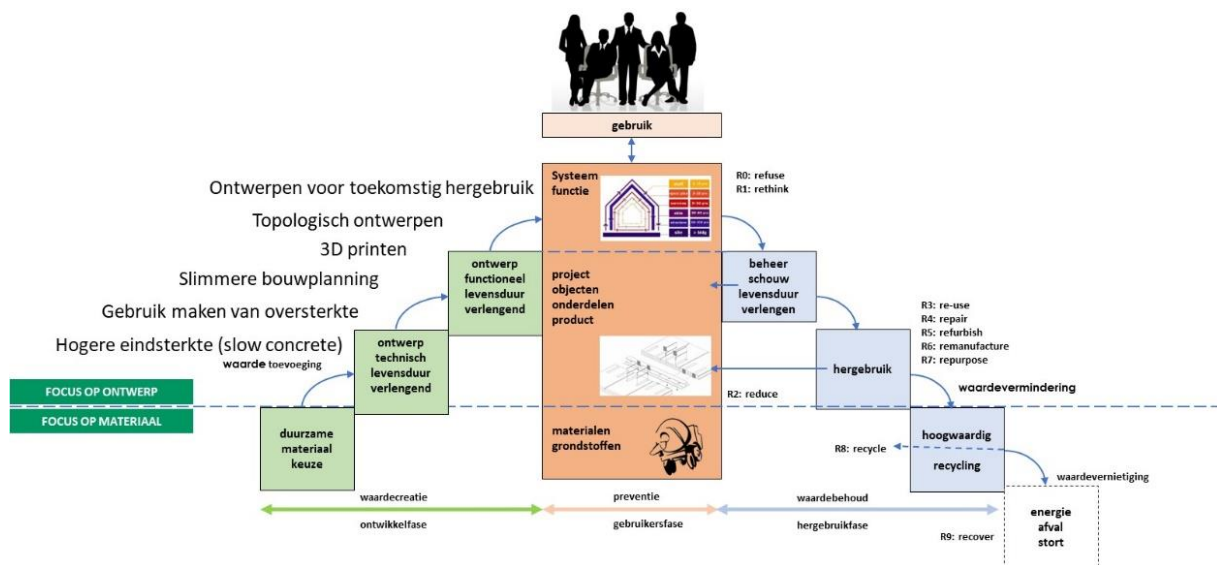 gebruik
Systeem
functie
R0: refuse
R1: rethink
Ontwerpen voor toekomstig hergebruik
Topologisch ontwerpen
3D printen
Slimmere bouwplanning
Gebruik maken van oversterkte
Hogere eindsterkte (slow concrete)
waarde toevoeging
ontwerp
functioneel
levensduur
verlengend
project
objecten
onderdelen
product
beheer
schouw
levensduur
verlengen
ontwerp
technisch
levensduur
verlengend
R3: re-use
R4: repair
R5: refurbish
R6: remanufacture
R7: repurpose
hergebruik
R2: reduce
waardevermindering
FOCUS OP ONTWERP
FOCUS OP MATERIAAL
duurzame
materiaal
keuze
materialen
grondstoffen
hoogwaardig
recycling
R8: recycle
waardevernietiging
waardecreatie
ontwikkelfase
preventie
gebruikersfase
waardebehoud
hergebruikfase
R9: recover
energie
afval
stort